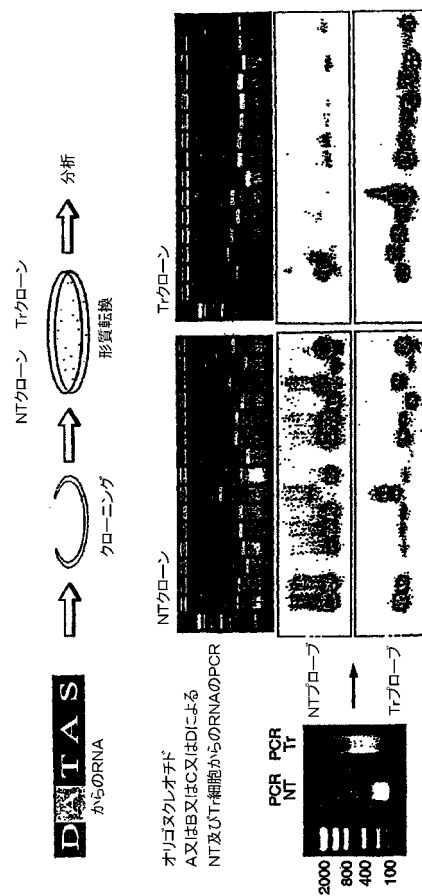 DATAS
からのRNA
クローニング
NTクローン Trクローン
形質転換
分析
オリゴヌクレオチド
A又はB又はC又はDによる
NT及びTr細胞からのRNAのPCR
PCR PCR
NT Tr
2000
800
400
100
NTクローン
Trクローン
NTプローブ
Trプローブ